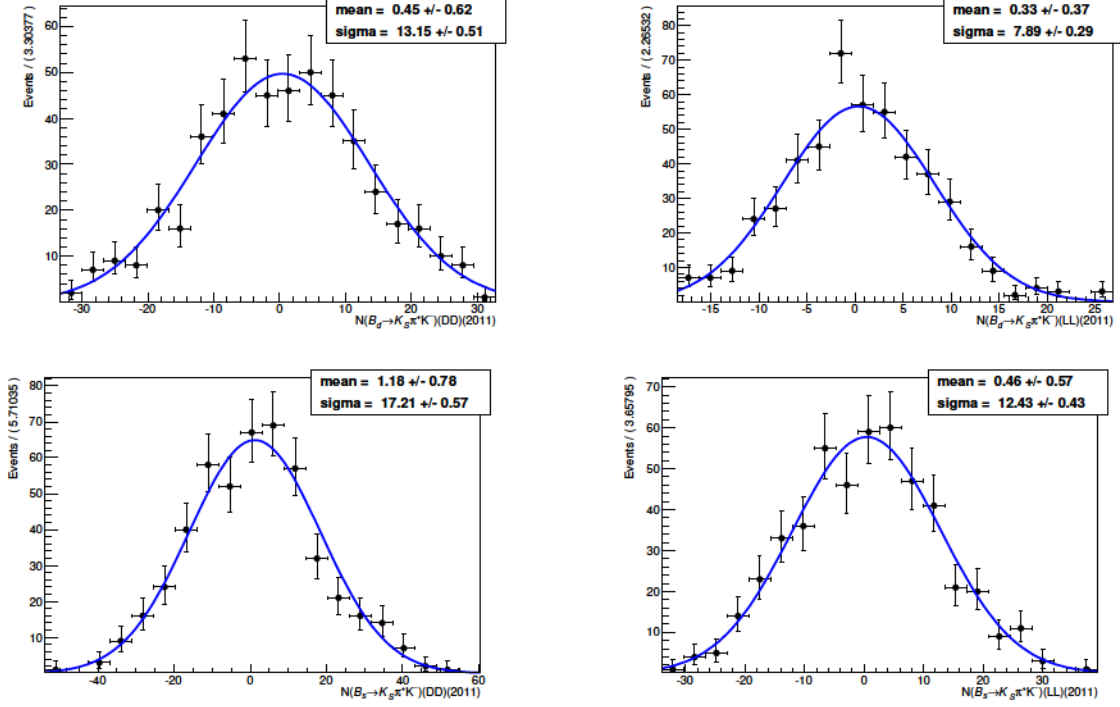 mean = 0.45 +/- 0.62
sigma = 13.15 +/- 0.51
Events / ( 3.30377 )
60
50
40
30
20
10
-30 -20 -10 0 10 20 30
N(B_d→K_Sπ⁺K⁻)(DD)(2011)
mean = 0.33 +/- 0.37
sigma = 7.89 +/- 0.29
Events / ( 2.26532 )
80
70
60
50
40
30
20
10
-15 -10 -5 0 5 10 15 20 25
N(B_d→K_Sπ⁺K⁻)(LL)(2011)
mean = 1.18 +/- 0.78
sigma = 17.21 +/- 0.57
Events / ( 5.71035 )
80
70
60
50
40
30
20
10
-40 -20 0 20 40 60
N(B_s→K_Sπ⁺K⁻)(DD)(2011)
mean = 0.46 +/- 0.57
sigma = 12.43 +/- 0.43
Events / ( 3.65795 )
70
60
50
40
30
20
10
-30 -20 -10 0 10 20 30
N(B_s→K_Sπ⁺K⁻)(LL)(2011)